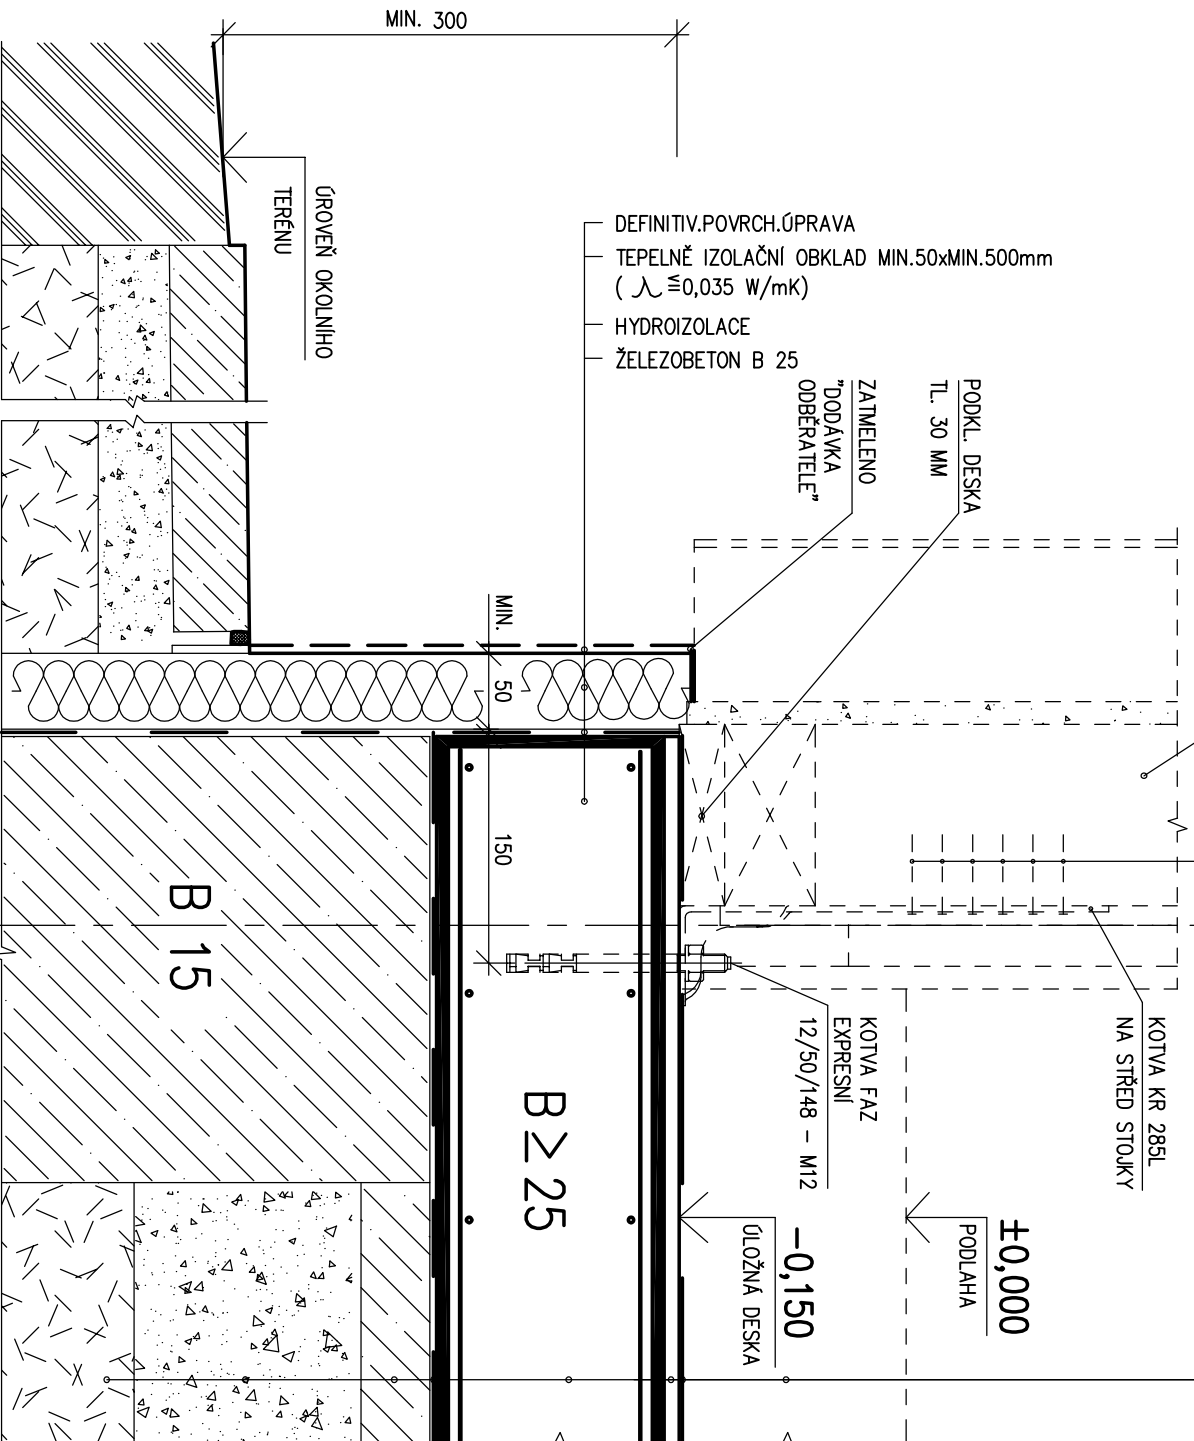 MIN. 300
ÚROVEŇ OKOLNÍHO
TERÉNU
DEFINITIV.POVRCH.ÚPRAVA
TEPELNĚ IZOLAČNÍ OBKLAD MIN.50xMIN.500mm
( λ ≦0,035 W/mK)
HYDROIZOLACE
ŽELEZOBETON B 25
PODKL. DESKA
TL. 30 MM
ZATMELENO
"DODÁVKA
ODBĚRATELE"
MIN.
50
150
B 15
B≥25
KOTVA FAZ
EXPRESNÍ
12/50/148 – M12
KOTVA KR 285L
NA STŘED STOJKY
±0,000
PODLAHA
-0,150
ÚLOŽNÁ DESKA